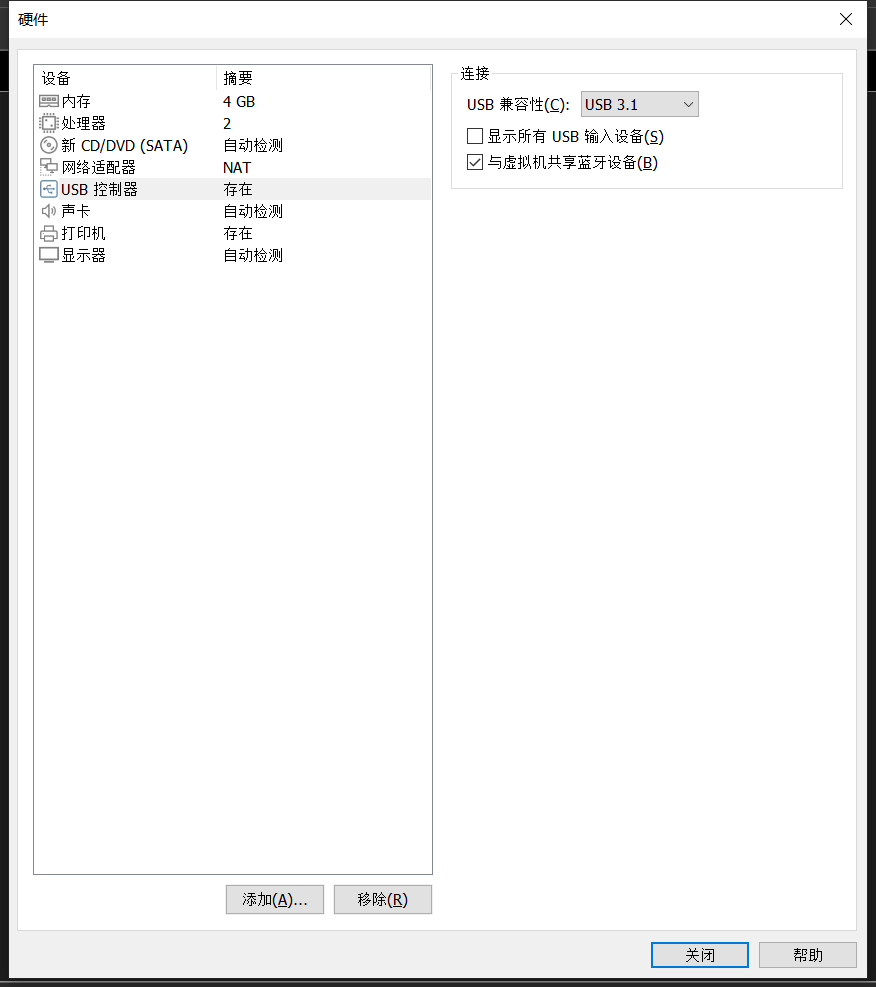 硬件
设备 摘要
内存 4 GB
处理器 2
新 CD/DVD (SATA) 自动检测
网络适配器 NAT
USB 控制器 存在
声卡 自动检测
打印机 存在
显示器 自动检测
连接
USB 兼容性(C): USB 3.1
显示所有 USB 输入设备(S)
与虚拟机共享蓝牙设备(B)
添加(A)... 移除(R)
关闭 帮助